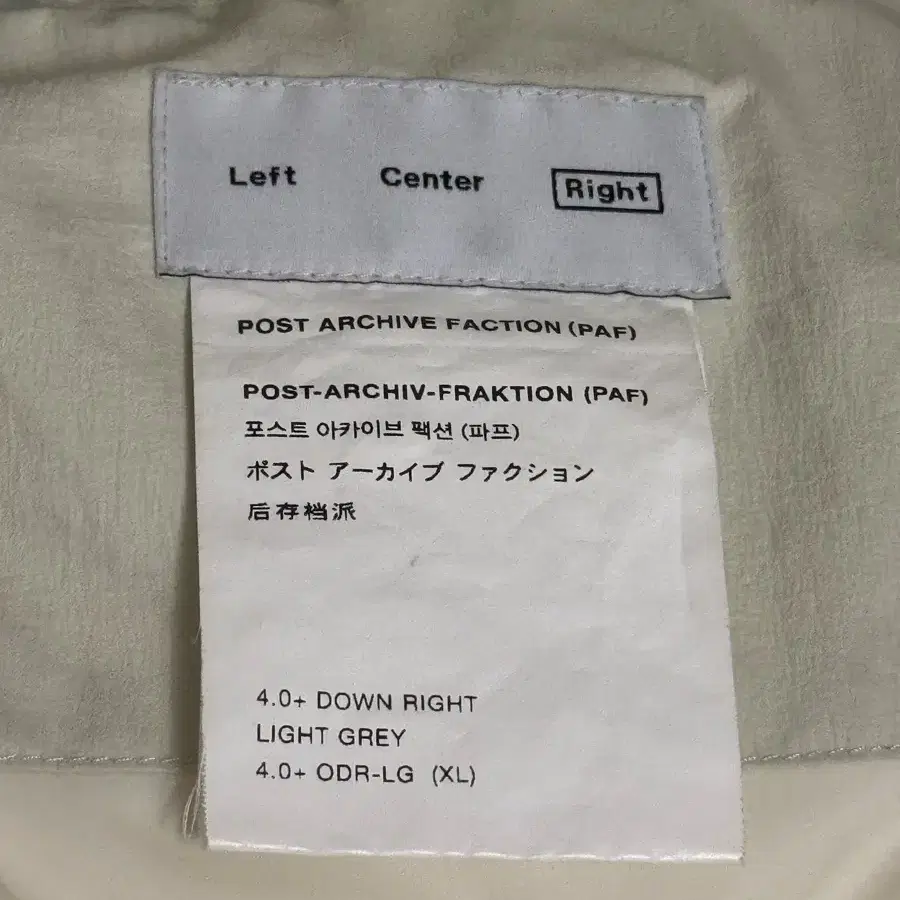 Left Center Right
POST ARCHIVE FACTION (PAF)
POST-ARCHIV-FRAKTION (PAF)
포스트 아카이브 팩션 (파프)
ポスト アーカイブ ファクション
后存档派
4.0+ DOWN RIGHT
LIGHT GREY
4.0+ ODR-LG (XL)